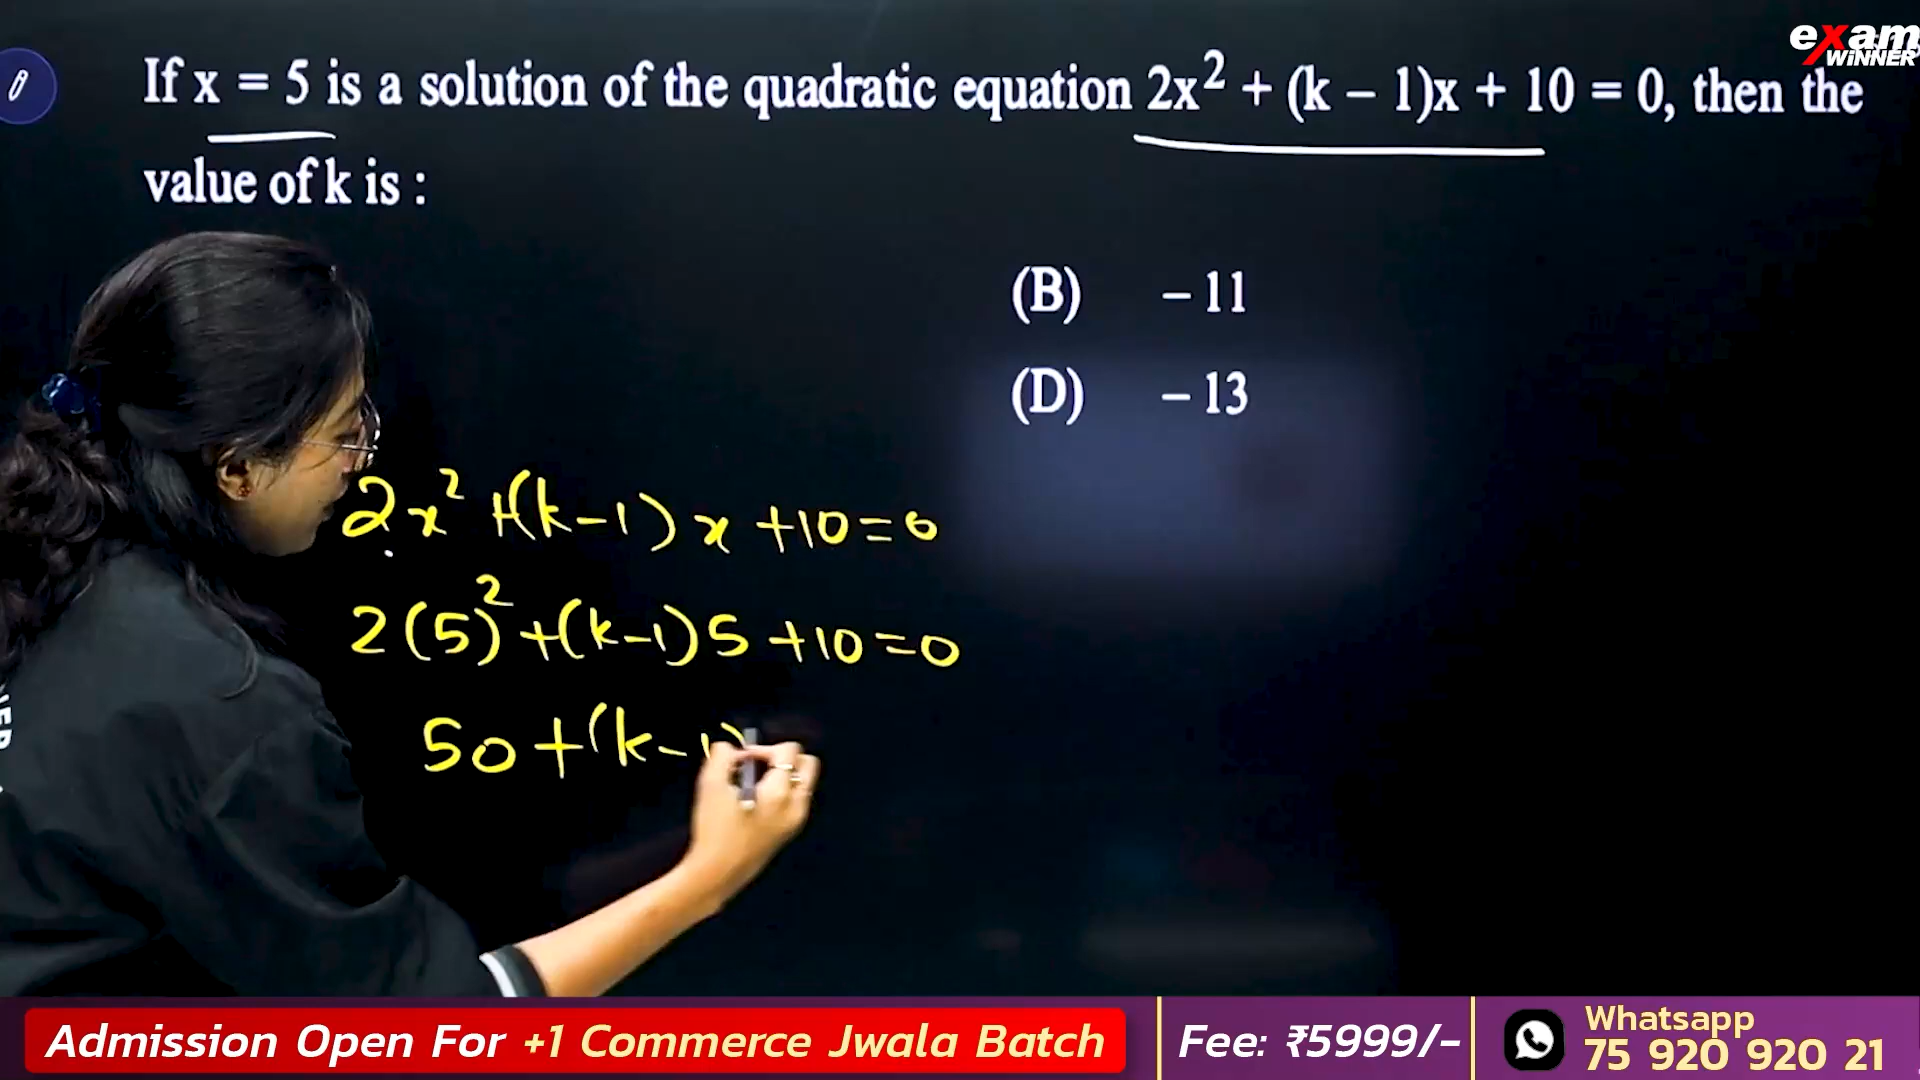 exam
WINNER
If x = 5 is a solution of the quadratic equation 2x² + (k – 1)x + 10 = 0, then the
value of k is :
(B) – 11
(D) – 13
2x² +(k-1) x +10=0
2(5)² +(k-1)5 +10=0
50 +(k-1)
Admission Open For +1 Commerce Jwala Batch
Fee: ₹5999/-
Whatsapp
75 920 920 21